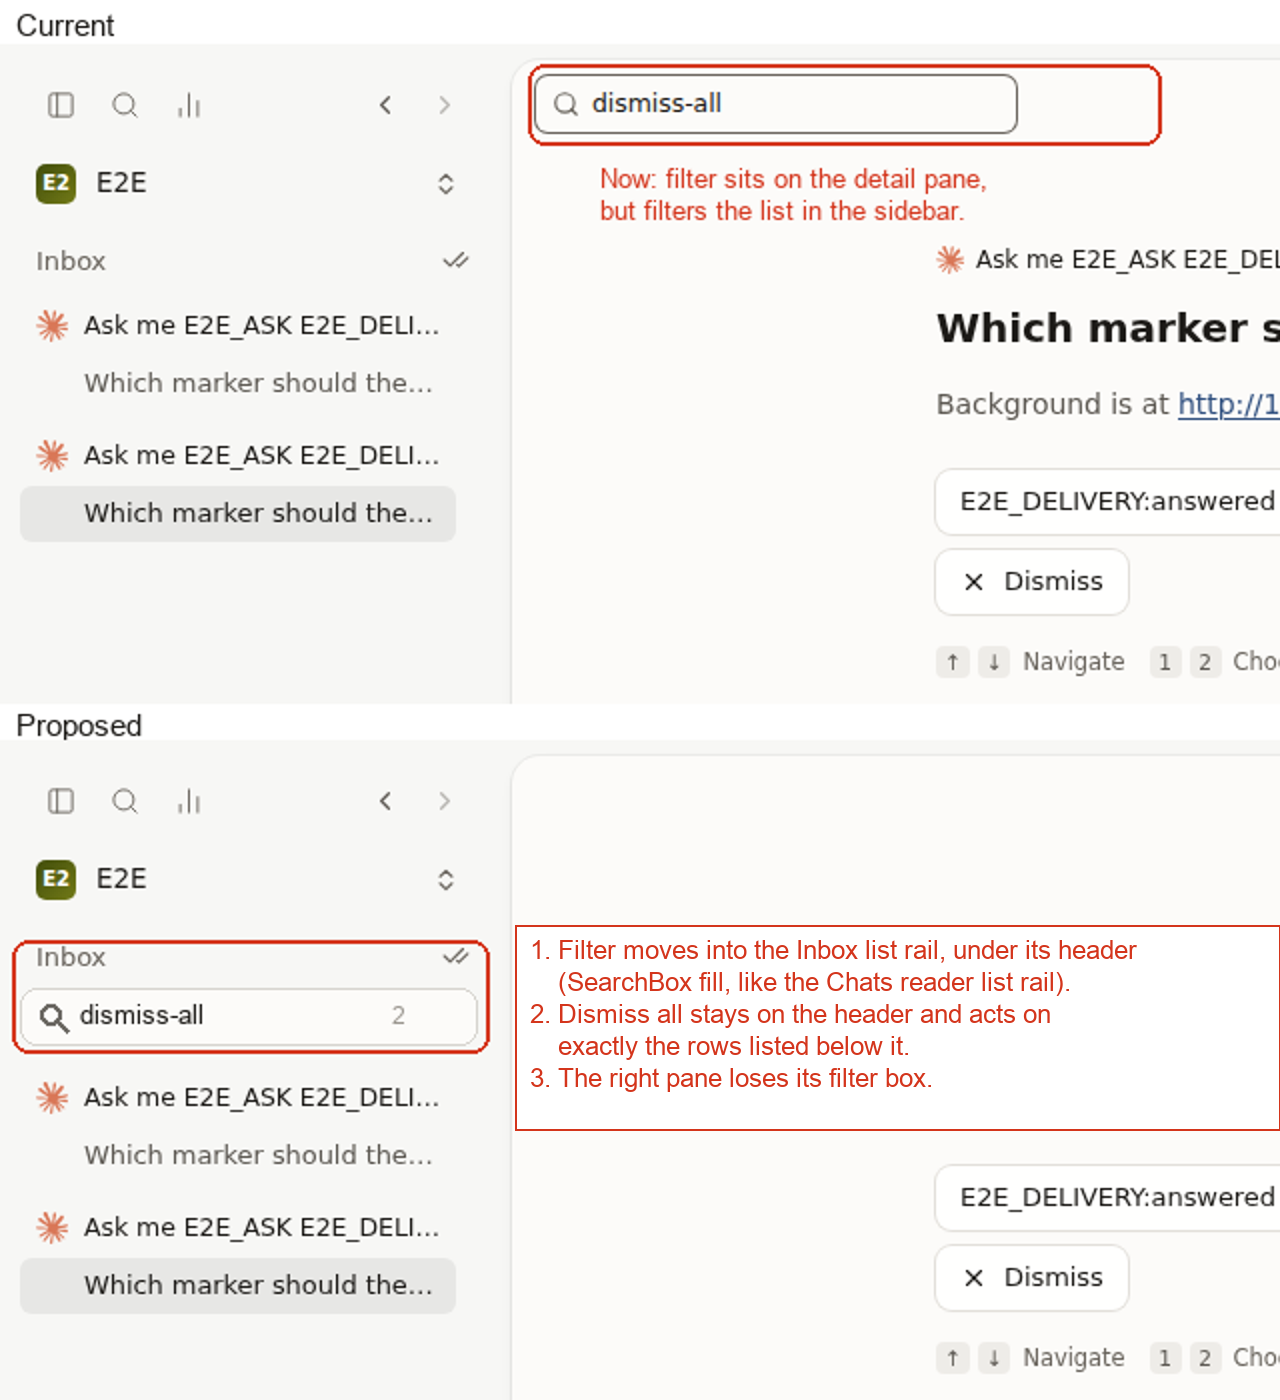 Current
dismiss-all
E2 E2E
Now: filter sits on the detail pane,
but filters the list in the sidebar.
Inbox
Ask me E2E_ASK E2E_DELI...
Which marker should the...
Ask me E2E_ASK E2E_DELI...
Which marker should the...
Ask me E2E_ASK E2E_DEL
Which marker s
Background is at http://1
E2E_DELIVERY:answered
Dismiss
↑ ↓ Navigate 1 2 Choo
Proposed
E2 E2E
Inbox
dismiss-all 2
Ask me E2E_ASK E2E_DELI...
Which marker should the...
Ask me E2E_ASK E2E_DELI...
Which marker should the...
1. Filter moves into the Inbox list rail, under its header
(SearchBox fill, like the Chats reader list rail).
2. Dismiss all stays on the header and acts on
exactly the rows listed below it.
3. The right pane loses its filter box.
E2E_DELIVERY:answered
Dismiss
↑ ↓ Navigate 1 2 Choo